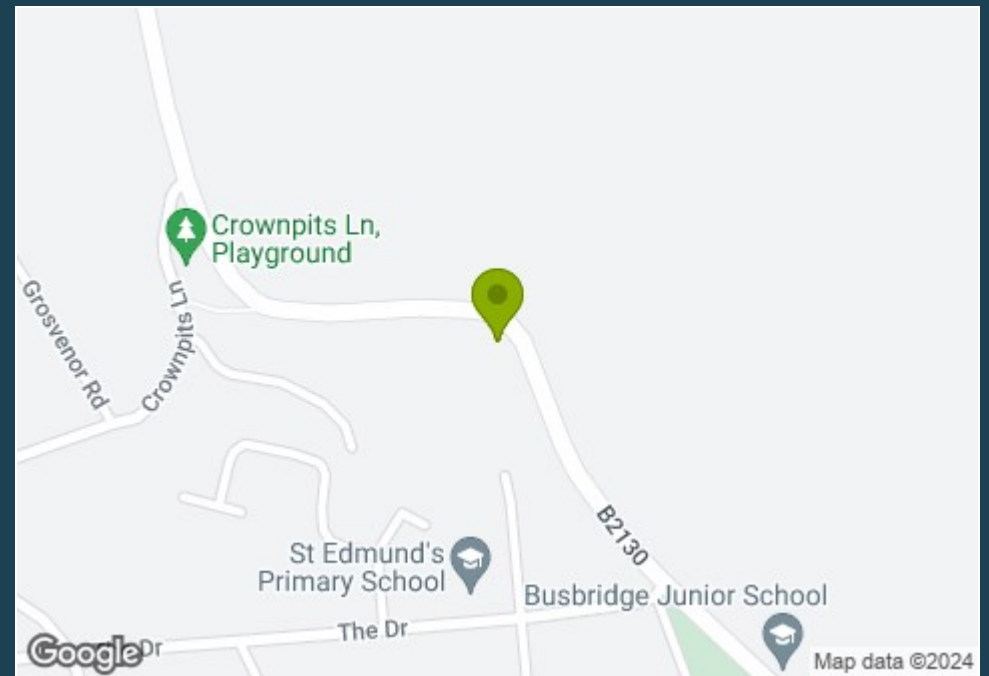 Crownpits Ln,
Playground
Grosvenor Rd
Crownpits Ln
B2130
St Edmund's
Primary School
Busbridge Junior School
The Dr
Dr
Google
Map data ©2024